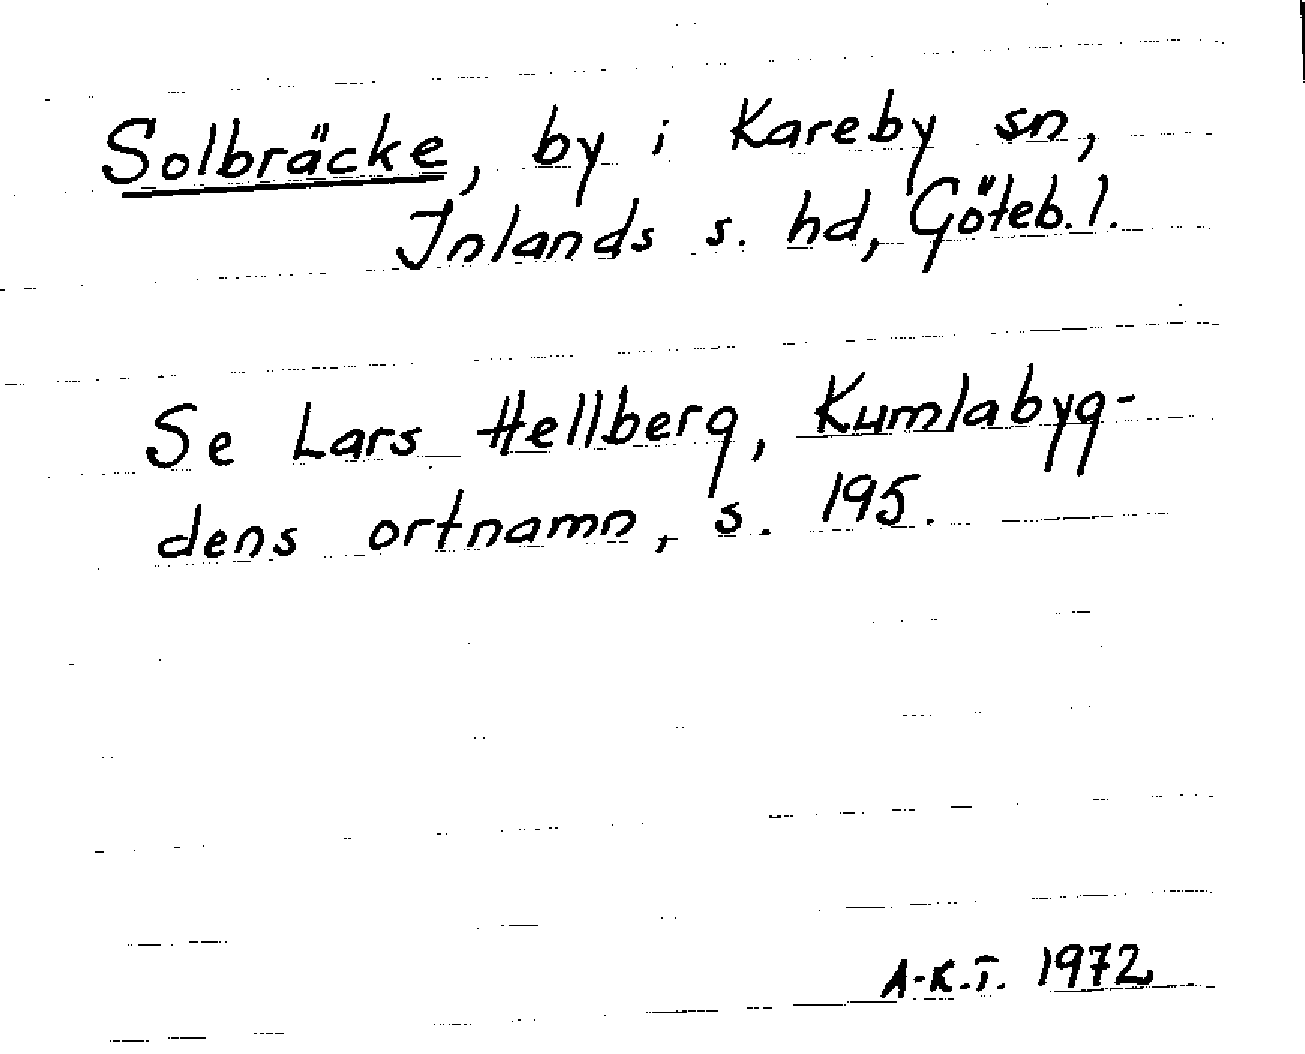 Solbräcke, by i Kareby sn,
Inlands s. hd, Göteb. l.
Se Lars Hellberg, Kumlabyg-
dens ortnamn, s. 195.
A-K.T. 1972